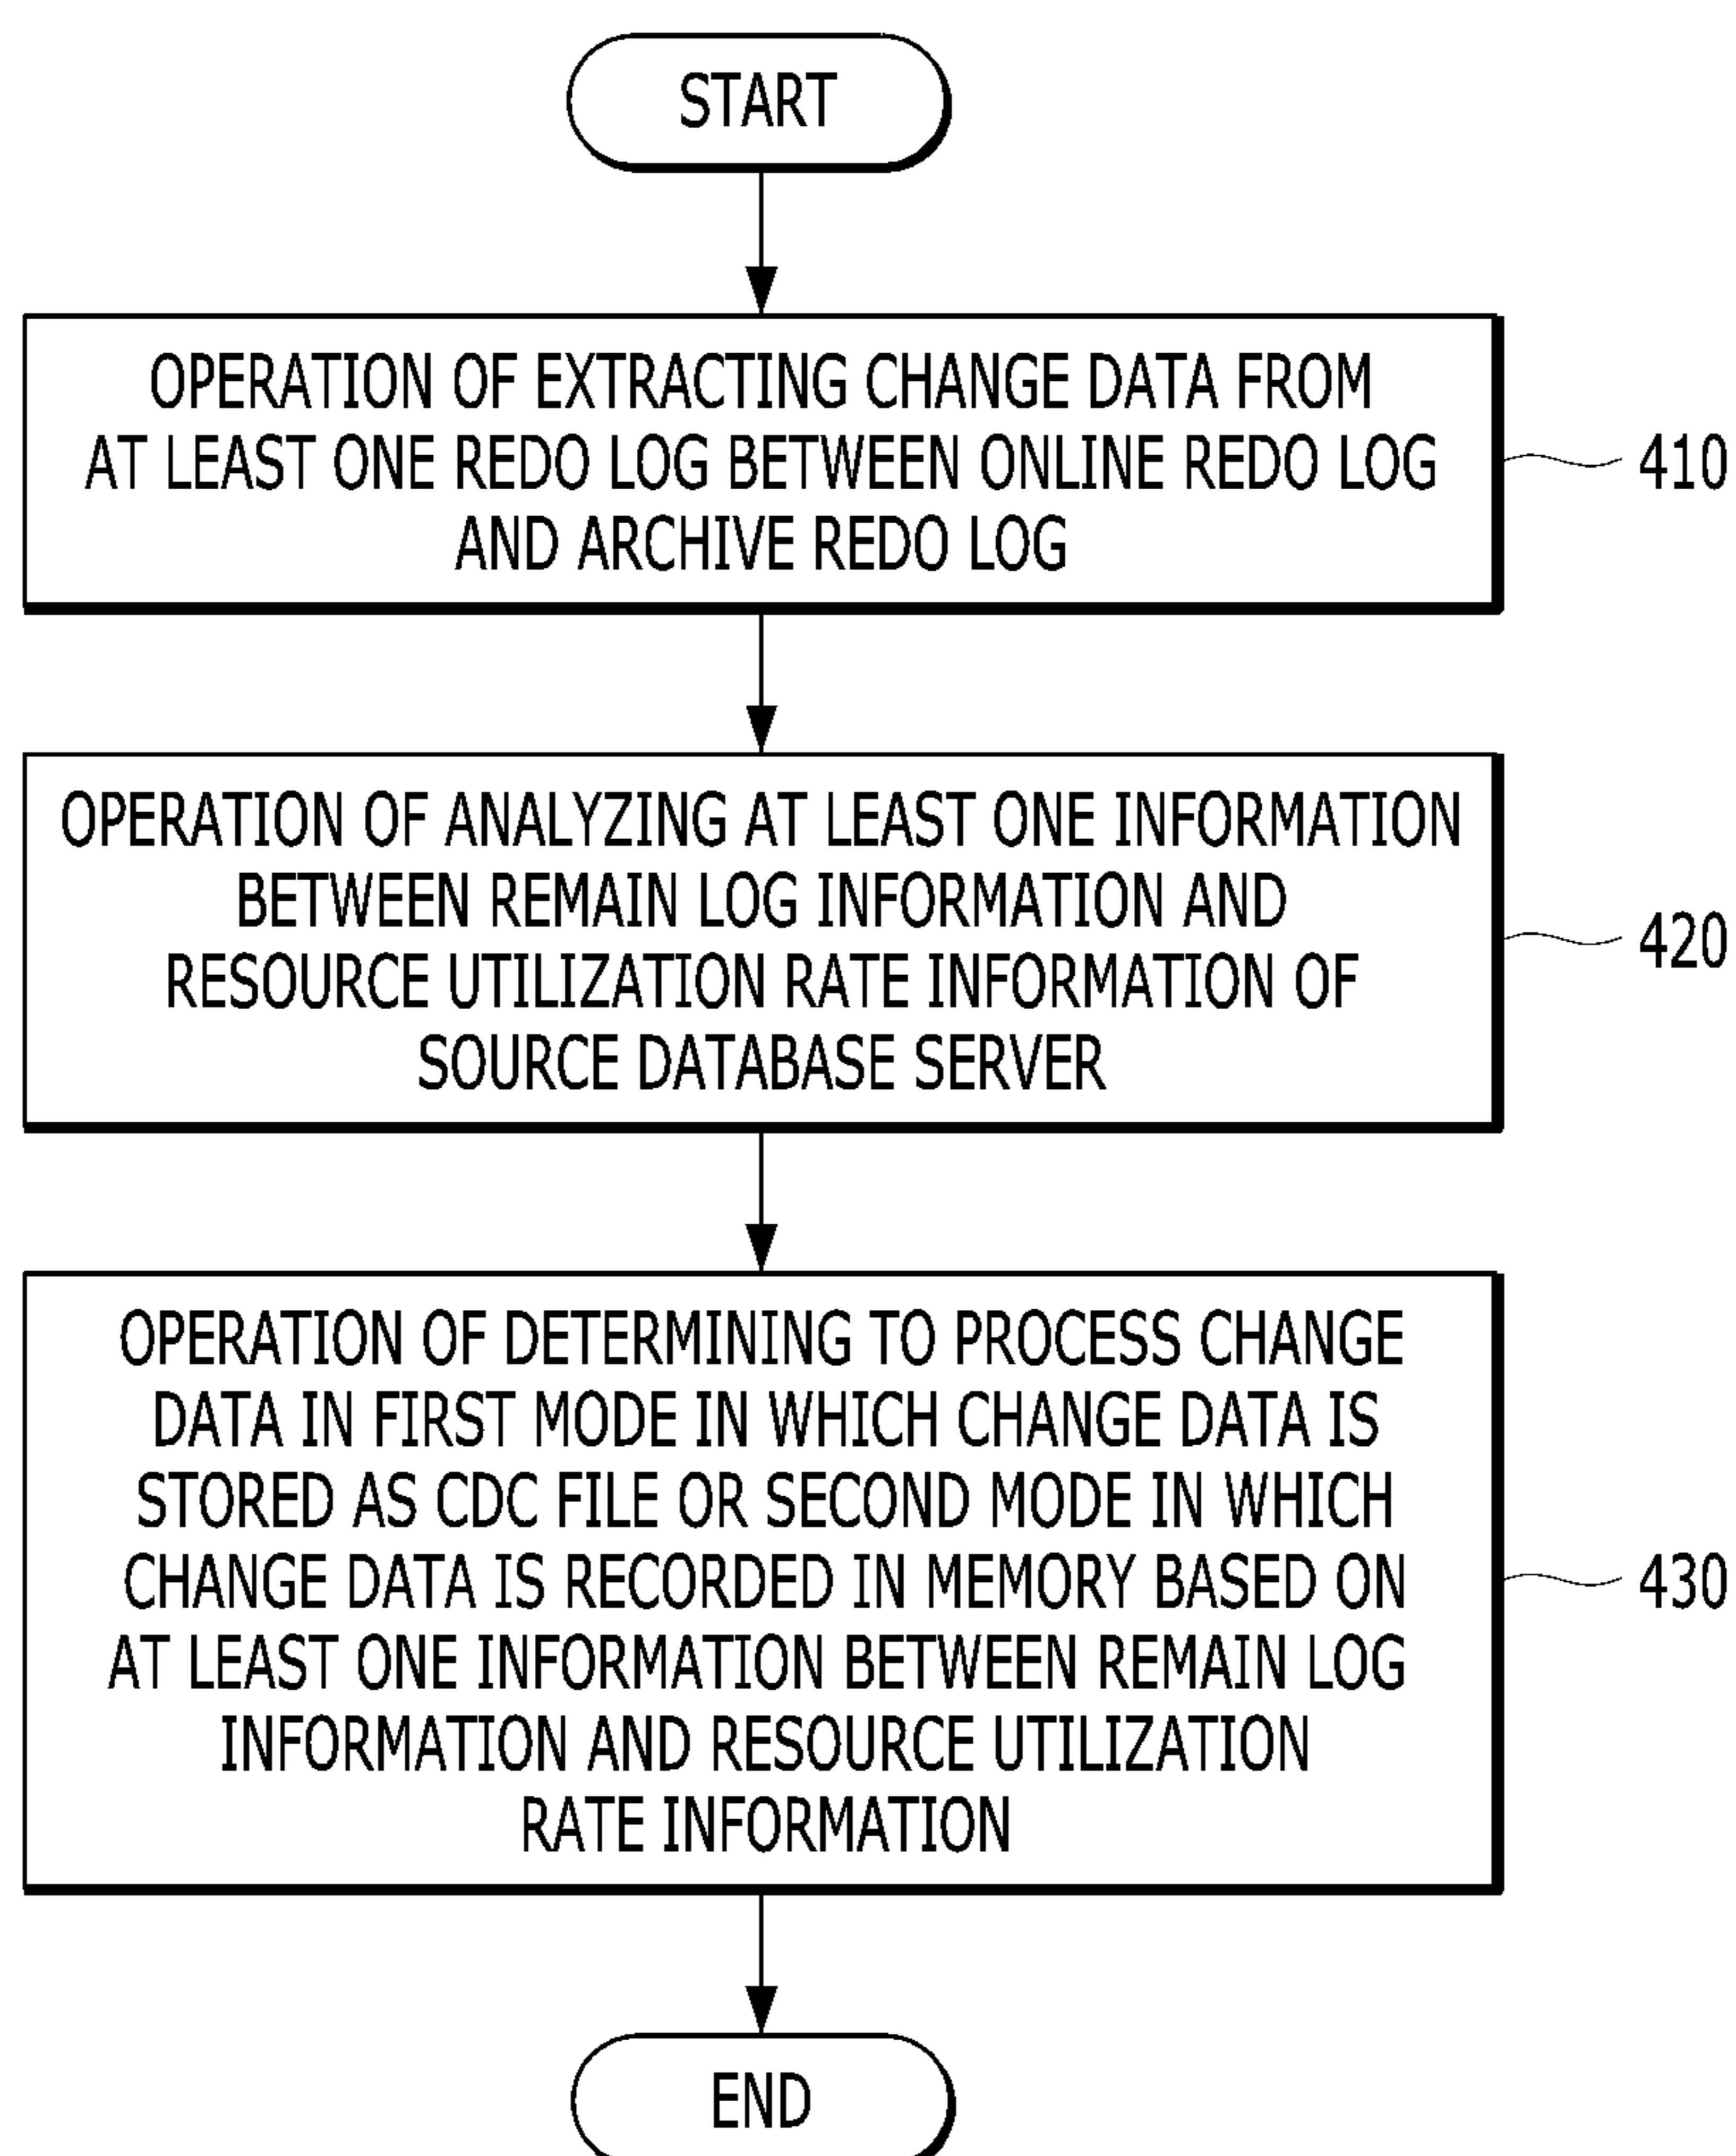 START
OPERATION OF EXTRACTING CHANGE DATA FROM
AT LEAST ONE REDO LOG BETWEEN ONLINE REDO LOG
AND ARCHIVE REDO LOG
410
OPERATION OF ANALYZING AT LEAST ONE INFORMATION
BETWEEN REMAIN LOG INFORMATION AND
RESOURCE UTILIZATION RATE INFORMATION OF
SOURCE DATABASE SERVER
420
OPERATION OF DETERMINING TO PROCESS CHANGE
DATA IN FIRST MODE IN WHICH CHANGE DATA IS
STORED AS CDC FILE OR SECOND MODE IN WHICH
CHANGE DATA IS RECORDED IN MEMORY BASED ON
AT LEAST ONE INFORMATION BETWEEN REMAIN LOG
INFORMATION AND RESOURCE UTILIZATION
RATE INFORMATION
430
END